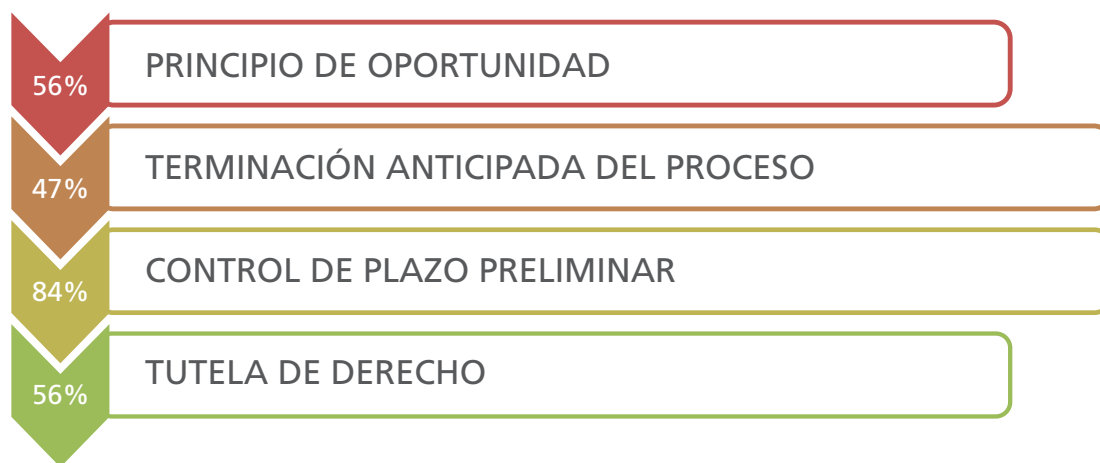 56% PRINCIPIO DE OPORTUNIDAD
47% TERMINACIÓN ANTICIPADA DEL PROCESO
84% CONTROL DE PLAZO PRELIMINAR
56% TUTELA DE DERECHO